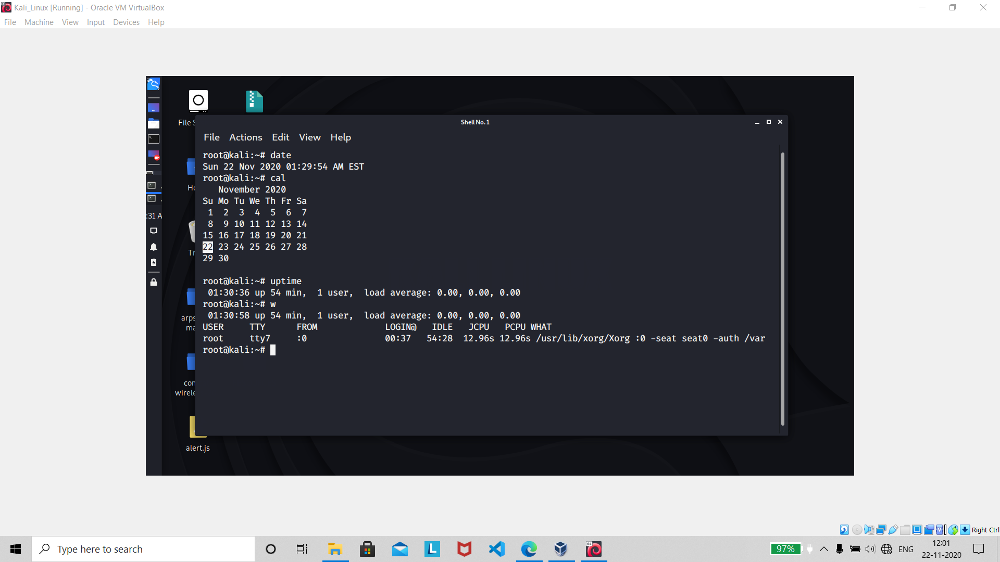 Kali_Linux [Running] - Oracle VM VirtualBox
File Machine View Input Devices Help
File S
Shell No. 1
File Actions Edit View Help
root@kali:~# date
Sun 22 Nov 2020 01:29:54 AM EST
root@kali:~# cal
November 2020
Su Mo Tu We Th Fr Sa
1 2 3 4 5 6 7
8 9 10 11 12 13 14
15 16 17 18 19 20 21
22 23 24 25 26 27 28
29 30
root@kali:~# uptime
01:30:36 up 54 min, 1 user, load average: 0.00, 0.00, 0.00
root@kali:~# w
01:30:58 up 54 min, 1 user, load average: 0.00, 0.00, 0.00
USER TTY FROM LOGIN@ IDLE JCPU PCPU WHAT
root tty7 :0 00:37 54:28 12.96s 12.96s /usr/lib/xorg/Xorg :0 -seat seat0 -auth /var
root@kali:~#
:31 A
Tr
arps
ma
con
wirele
alert.js
Right Ctrl
Type here to search
97%
ENG
12:01
22-11-2020